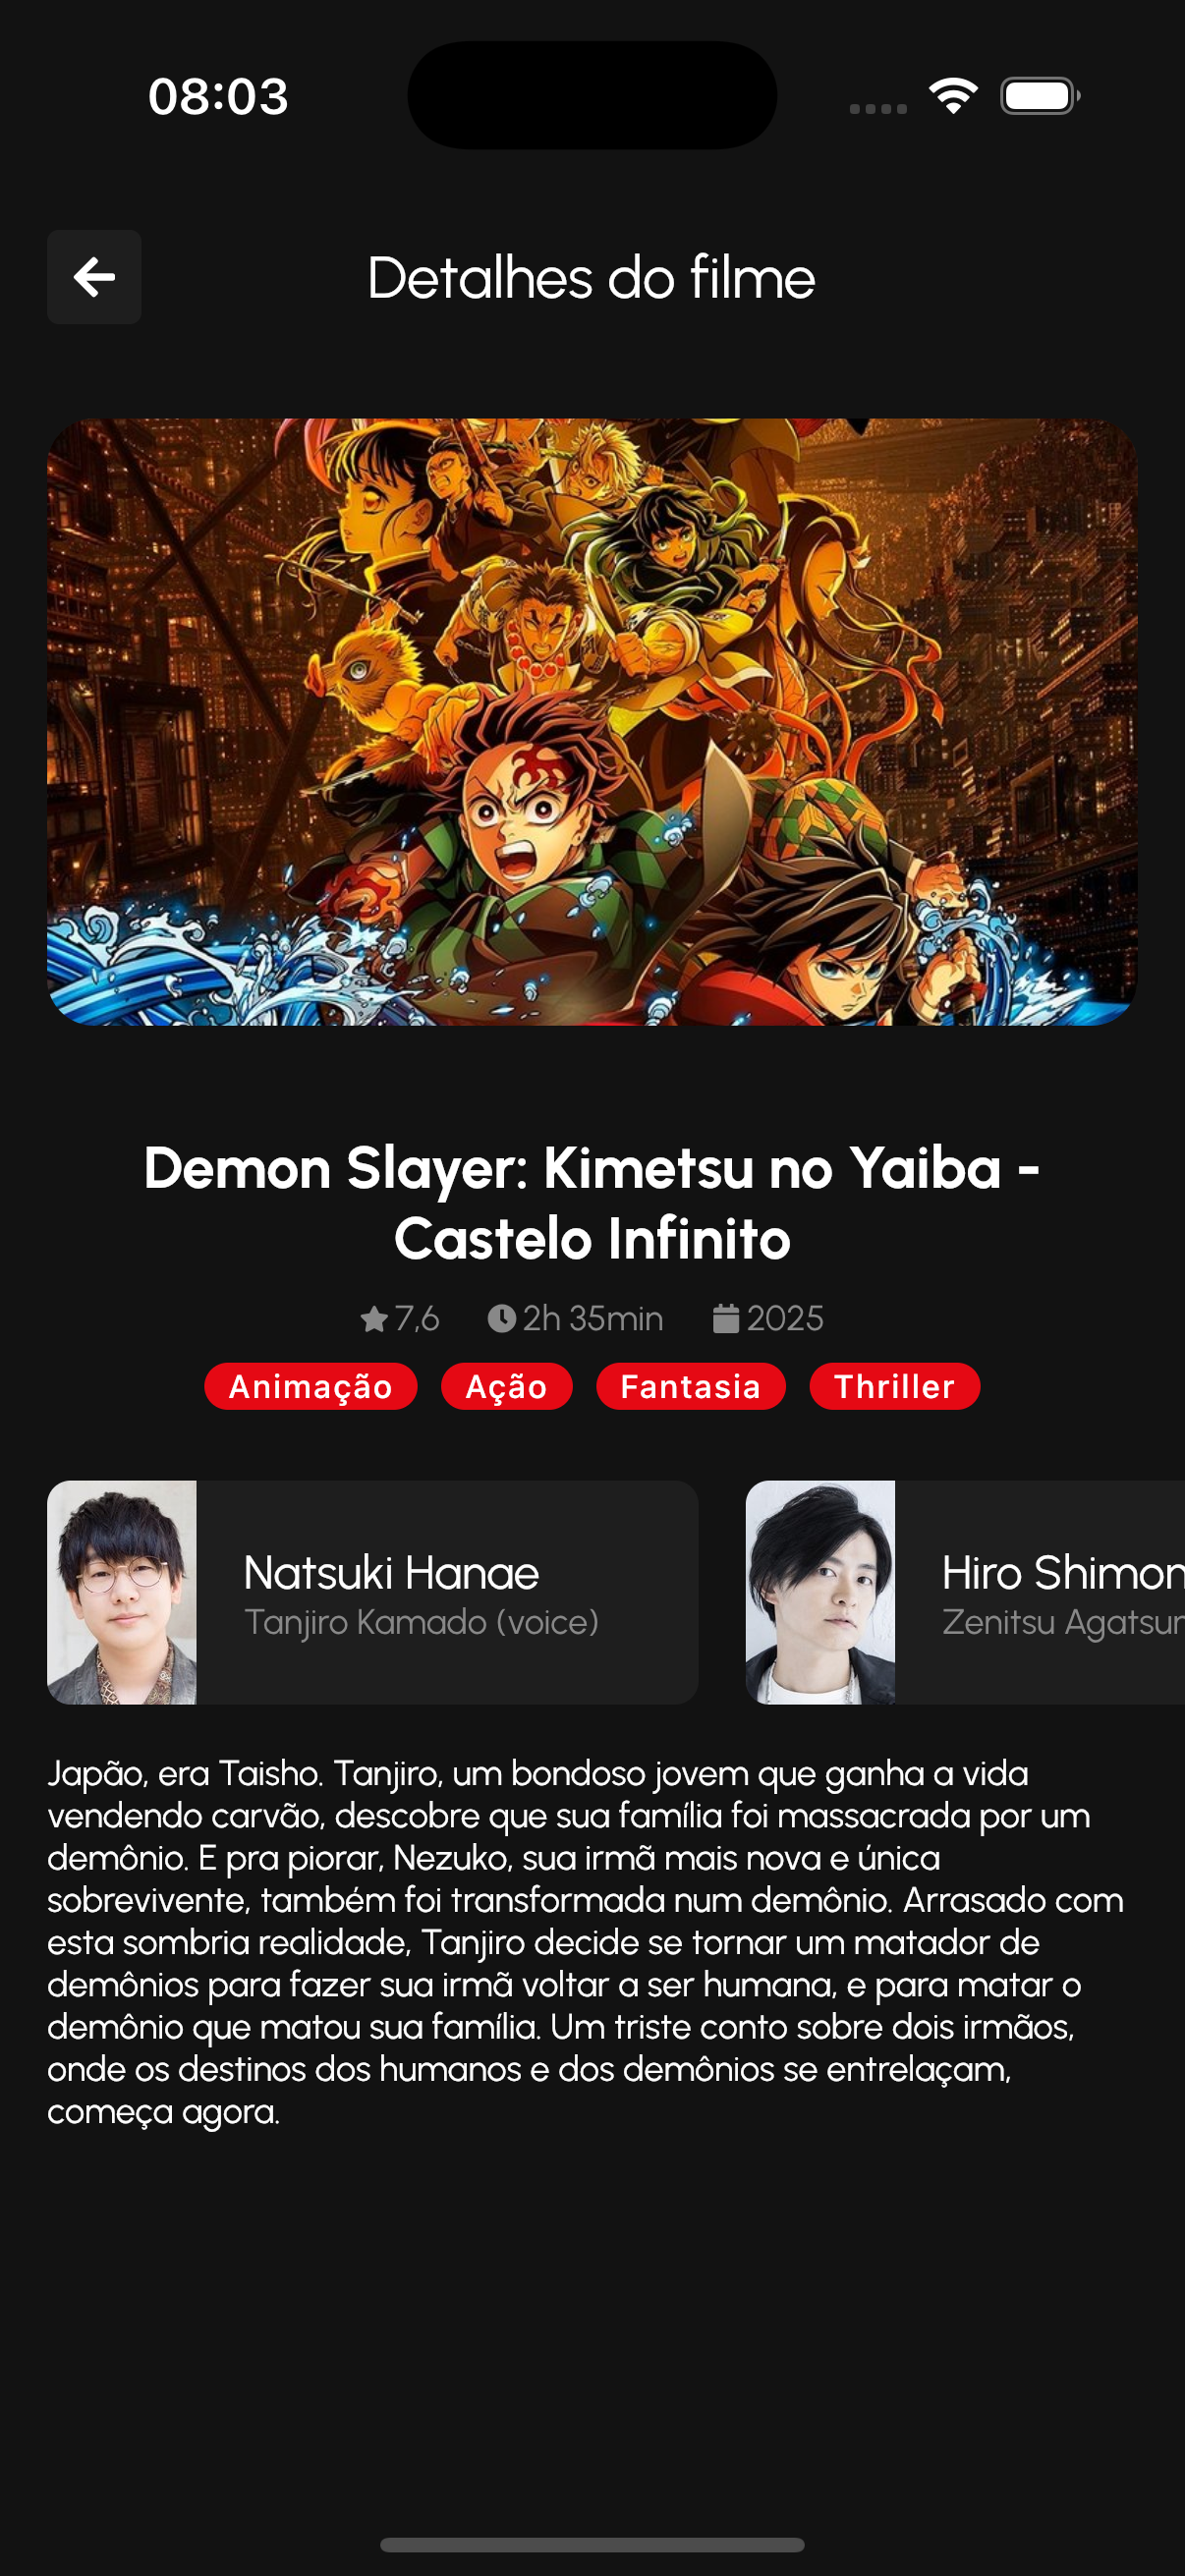 08:03
Detalhes do filme
Demon Slayer: Kimetsu no Yaiba -
Castelo Infinito
7,6 2h 35min 2025
Animação Ação Fantasia Thriller
Natsuki Hanae
Tanjiro Kamado (voice)
Hiro Shimon
Zenitsu Agatsu
Japão, era Taisho. Tanjiro, um bondoso jovem que ganha a vida
vendendo carvão, descobre que sua família foi massacrada por um
demônio. E pra piorar, Nezuko, sua irmã mais nova e única
sobrevivente, também foi transformada num demônio. Arrasado com
esta sombria realidade, Tanjiro decide se tornar um matador de
demônios para fazer sua irmã voltar a ser humana, e para matar o
demônio que matou sua família. Um triste conto sobre dois irmãos,
onde os destinos dos humanos e dos demônios se entrelaçam,
começa agora.